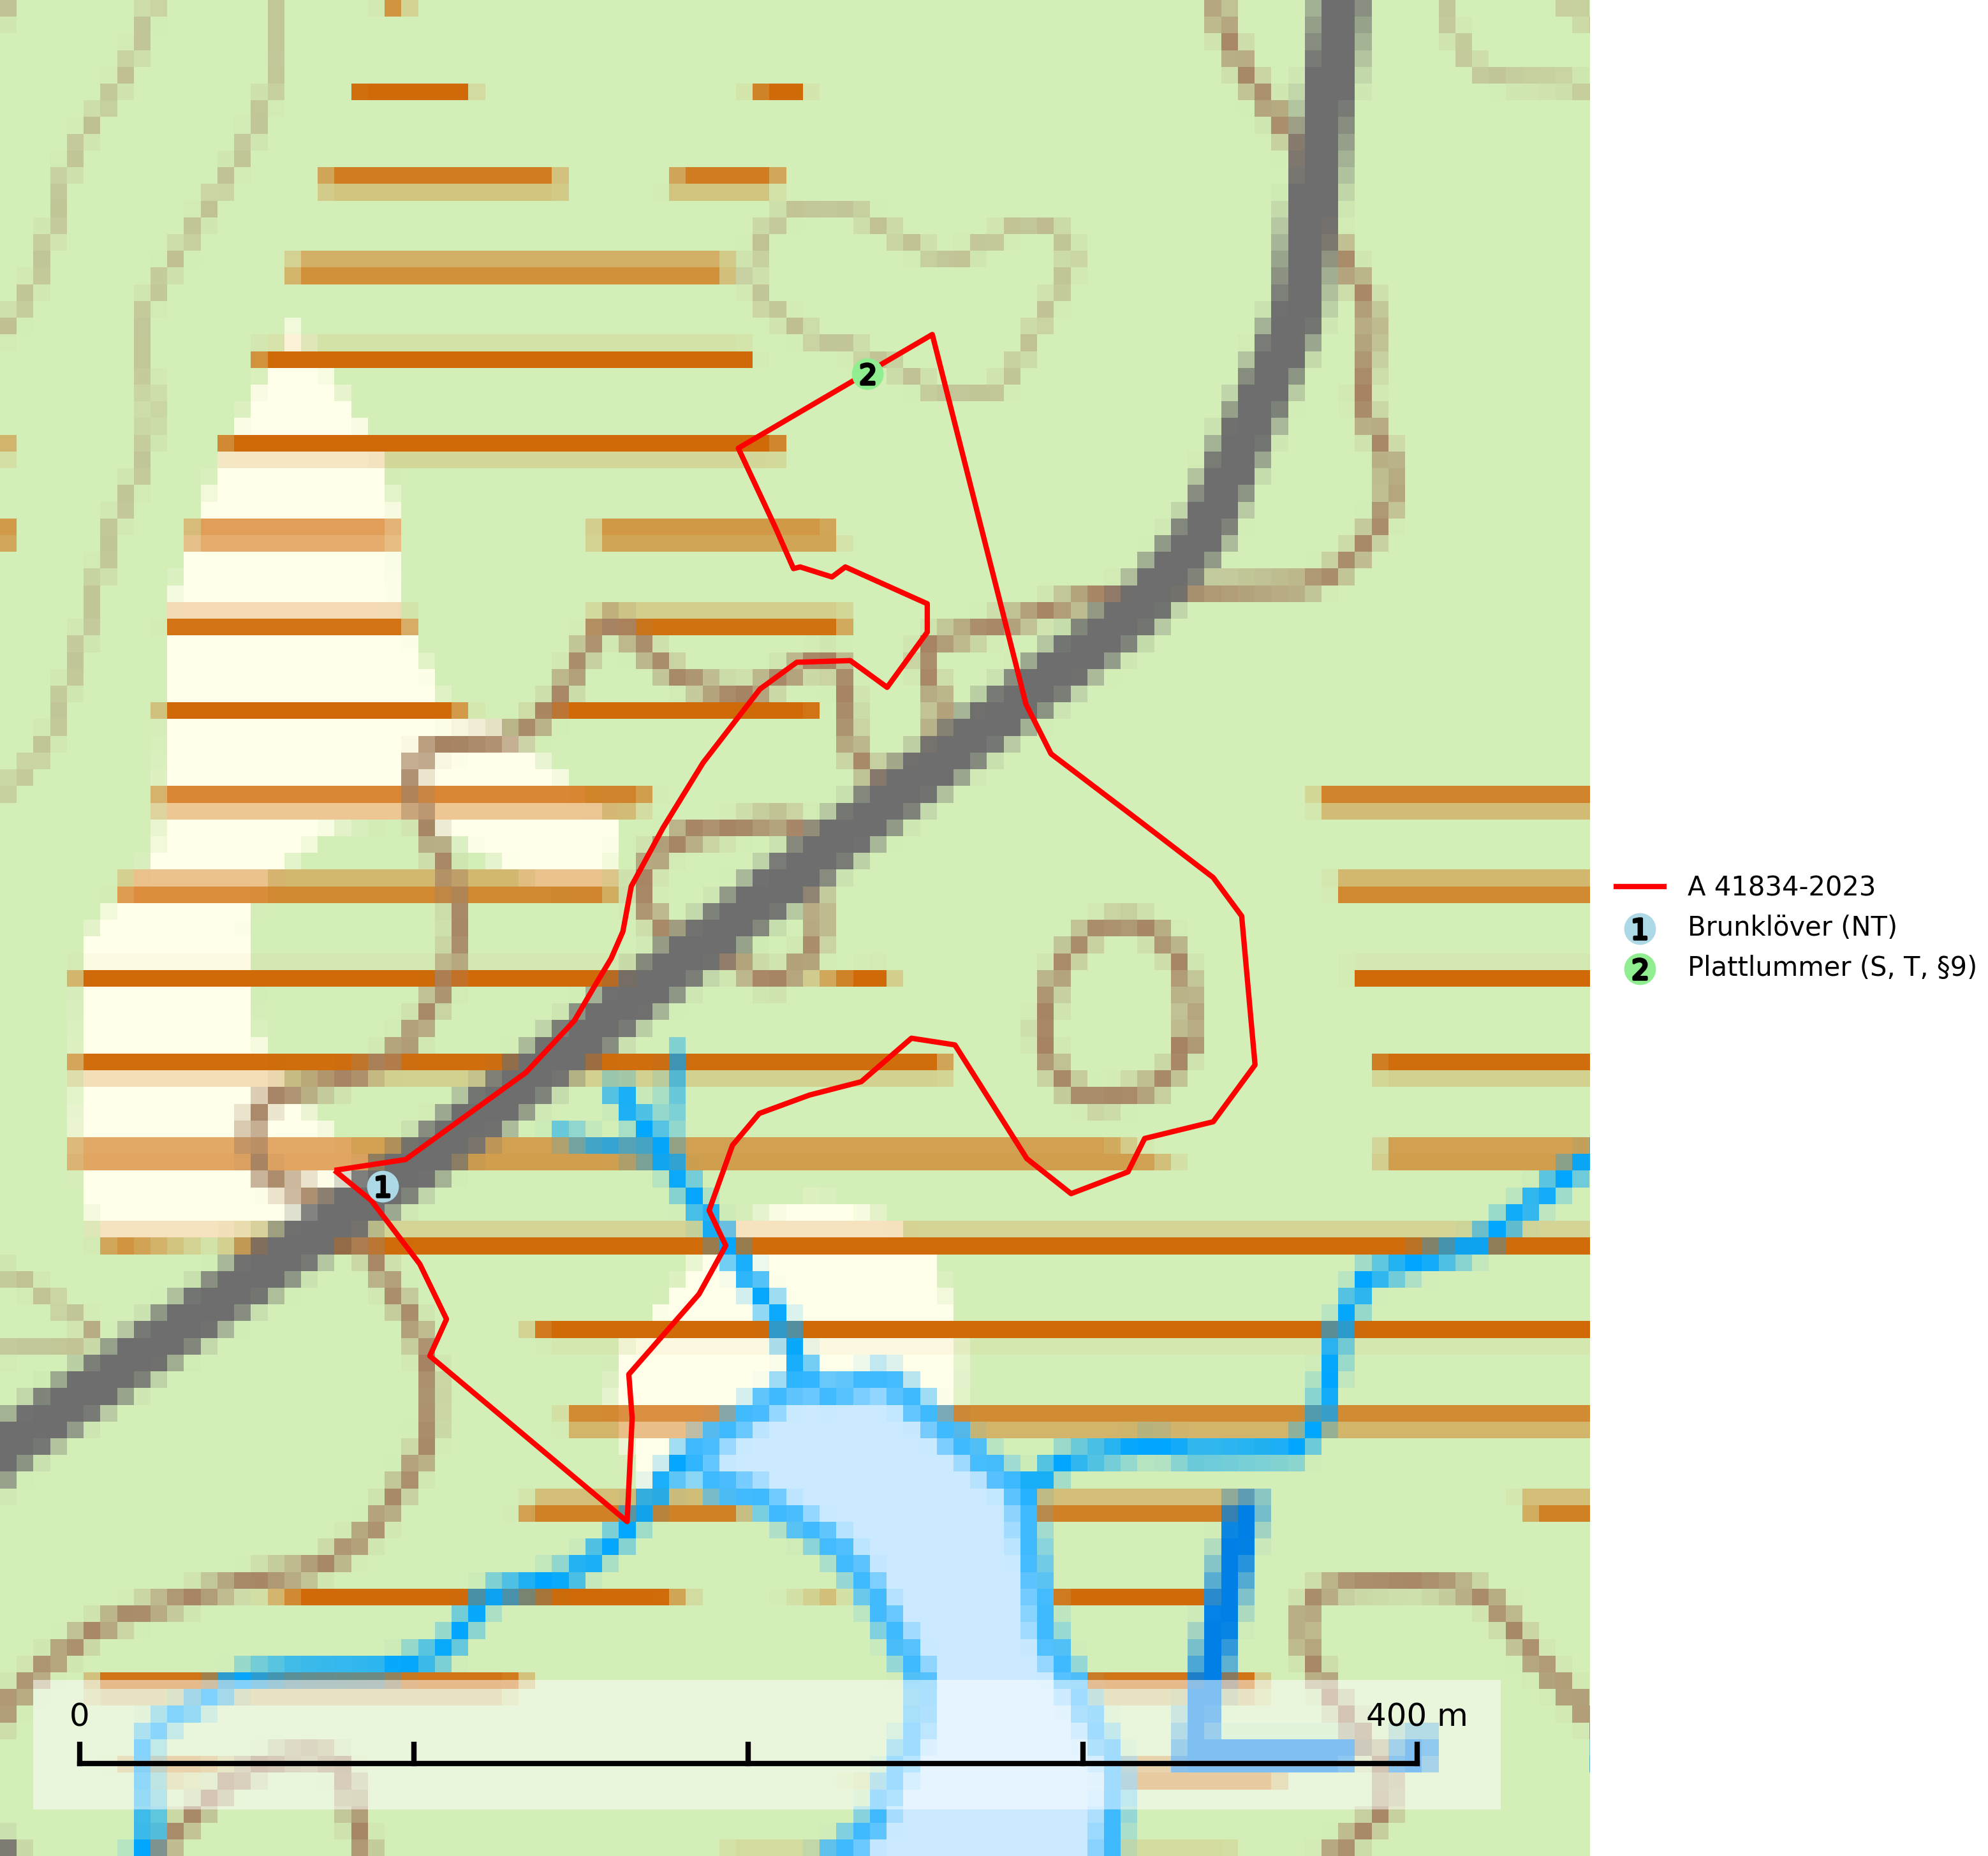 2
1
A 41834-2023
1 Brunklöver (NT)
2 Plattlummer (S, T, §9)
0 400 m